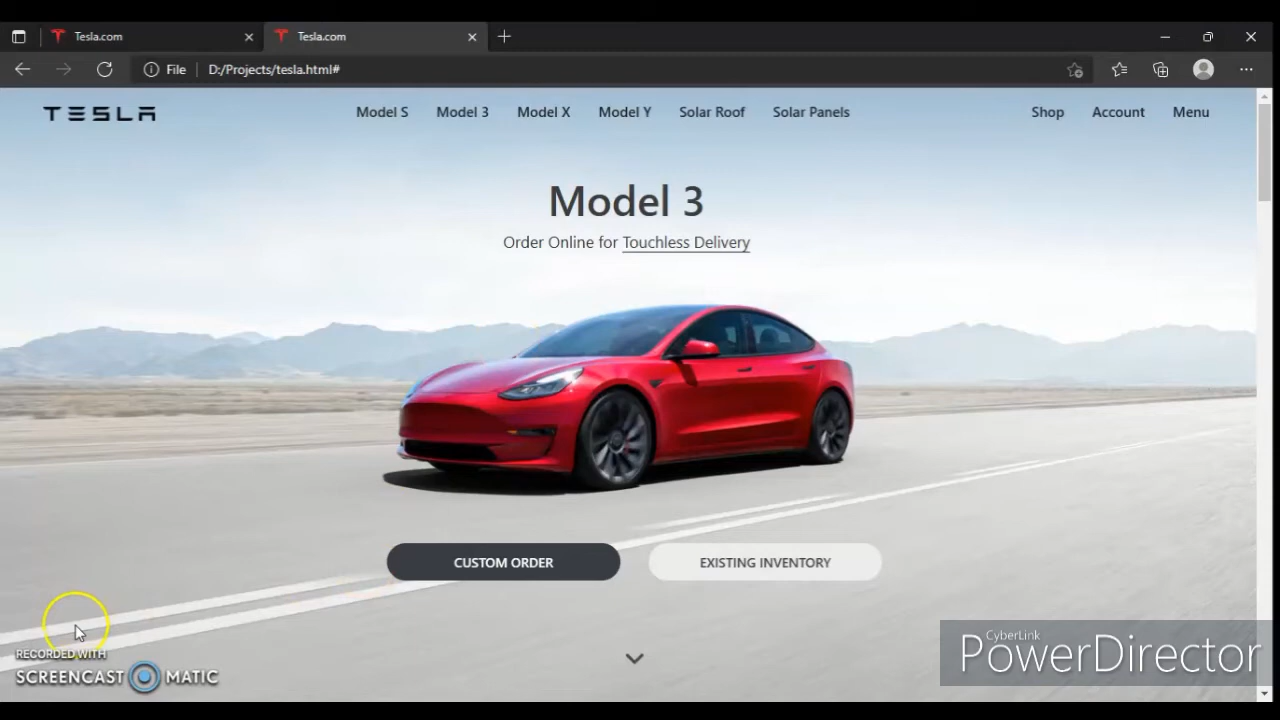 Tesla.com
Tesla.com
File
D:/Projects/tesla.html#
TESLA
Model S
Model 3
Model X
Model Y
Solar Roof
Solar Panels
Shop
Account
Menu
Model 3
Order Online for Touchless Delivery
CUSTOM ORDER
EXISTING INVENTORY
RECORDED WITH
SCREENCAST MATIC
CyberLink
PowerDirector